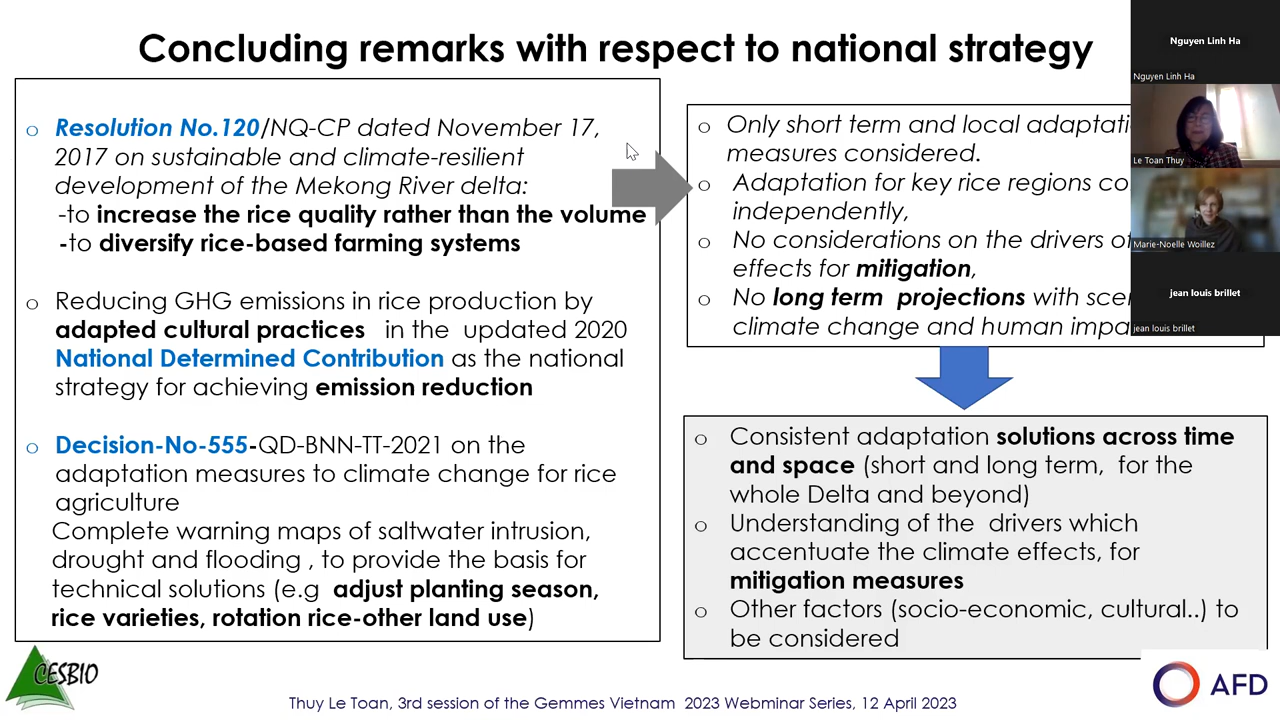 Concluding remarks with respect to national strategy
Resolution No.120/NQ-CP dated November 17,
2017 on sustainable and climate-resilient
development of the Mekong River delta:
-to increase the rice quality rather than the volume
-to diversify rice-based farming systems
Reducing GHG emissions in rice production by
adapted cultural practices in the updated 2020
National Determined Contribution as the national
strategy for achieving emission reduction
Decision-No-555-QD-BNN-TT-2021 on the
adaptation measures to climate change for rice
agriculture
Complete warning maps of saltwater intrusion,
drought and flooding , to provide the basis for
technical solutions (e.g adjust planting season,
rice varieties, rotation rice-other land use)
Only short term and local
measures considered.
Adaptation for key rice regions
independently,
No considerations on the drivers
effects for mitigation,
No long term projections with
climate change and human
Consistent adaptation solutions across time
and space (short and long term, for the
whole Delta and beyond)
Understanding of the drivers which
accentuate the climate effects, for
mitigation measures
Other factors (socio-economic, cultural..) to
be considered
Nguyen Linh Ha
Nguyen Linh Ha
Le Toan Thuy
Marie-Noelle Woillez
jean louis brillet
jean louis brillet
CESBIO
Thuy Le Toan, 3rd session of the Gemmes Vietnam 2023 Webminar Series, 12 April 2023
AFD